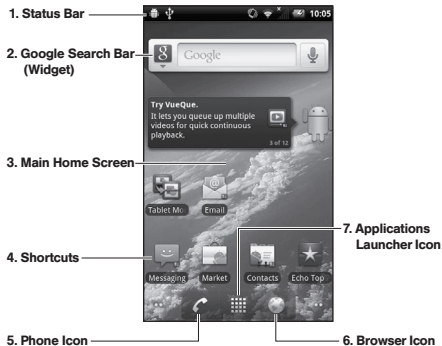 1. Status Bar
10:05
2. Google Search Bar
(Widget)
Google
Try VueQue.
It lets you queue up multiple
videos for quick continuous
playback.
3 of 12
3. Main Home Screen
Tablet Mo
Email
7. Applications
Launcher Icon
4. Shortcuts
Messaging
Market
Contacts
Echo Top
5. Phone Icon
6. Browser Icon